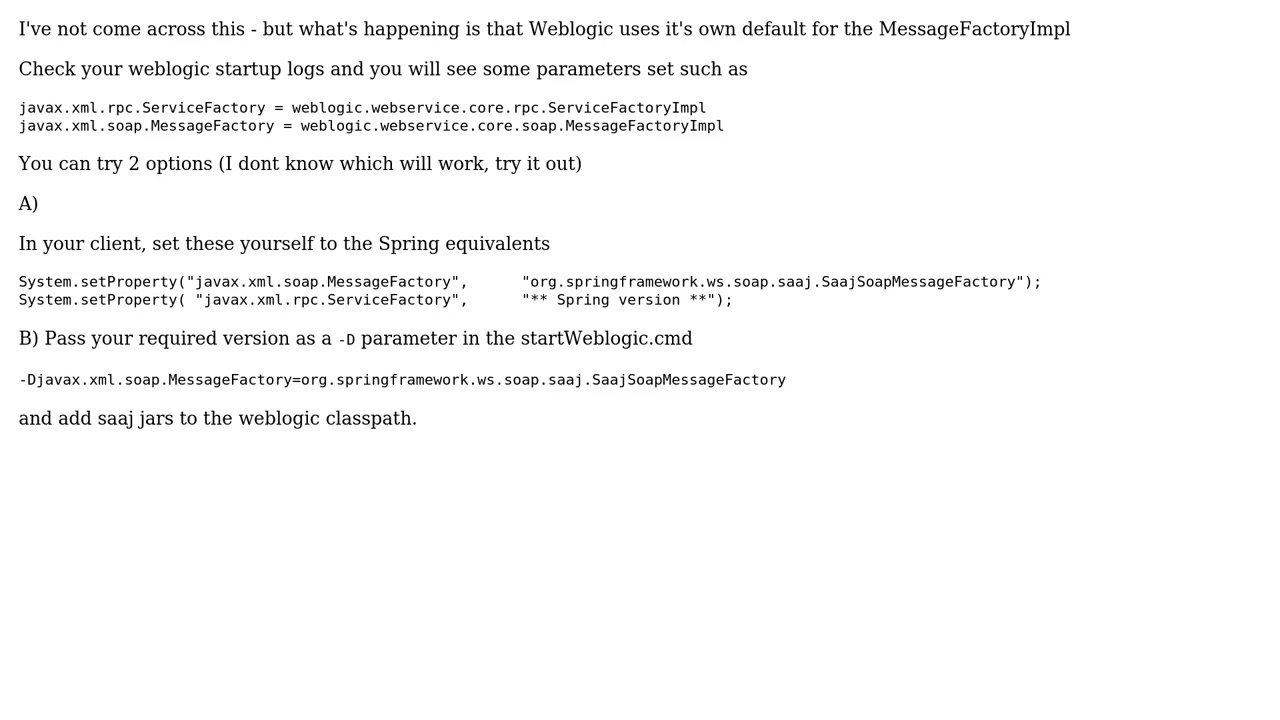 I've not come across this - but what's happening is that Weblogic uses it's own default for the MessageFactoryImpl
Check your weblogic startup logs and you will see some parameters set such as
javax.xml.rpc.ServiceFactory = weblogic.webservice.core.rpc.ServiceFactoryImpl
javax.xml.soap.MessageFactory = weblogic.webservice.core.soap.MessageFactoryImpl
You can try 2 options (I dont know which will work, try it out)
A)
In your client, set these yourself to the Spring equivalents
System.setProperty("javax.xml.soap.MessageFactory",      "org.springframework.ws.soap.saaj.SaajSoapMessageFactory");
System.setProperty( "javax.xml.rpc.ServiceFactory",      "** Spring version **");
B) Pass your required version as a -D parameter in the startWeblogic.cmd
-Djavax.xml.soap.MessageFactory=org.springframework.ws.soap.saaj.SaajSoapMessageFactory
and add saaj jars to the weblogic classpath.